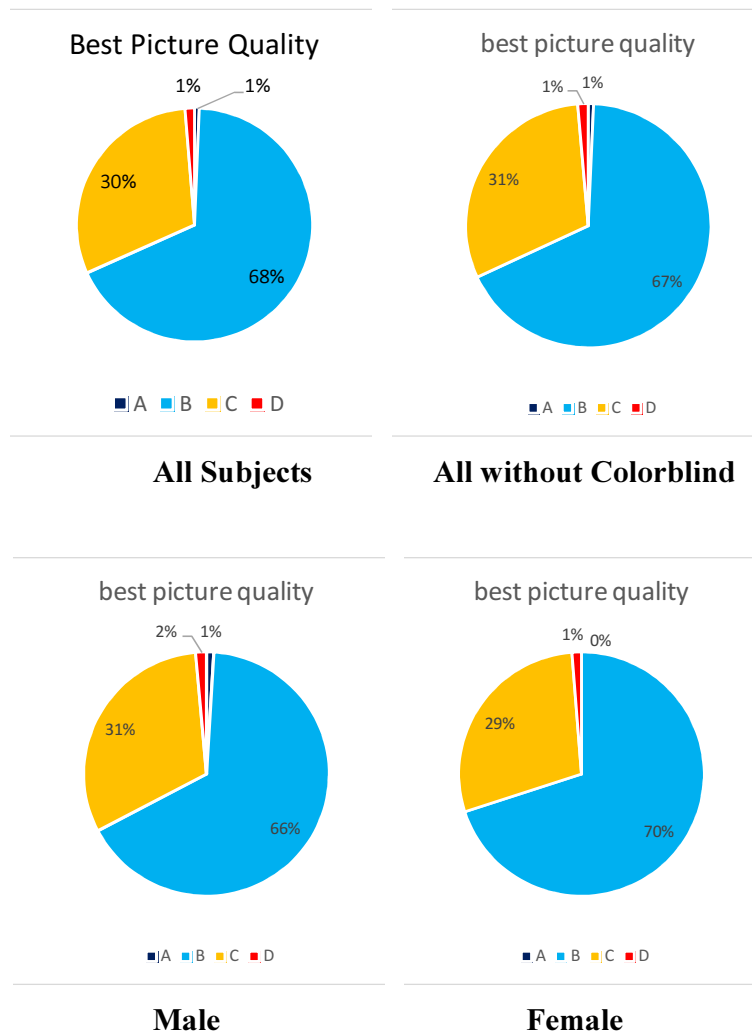 Best Picture Quality
1% 1%
30%
68%
A B C D
All Subjects
best picture quality
1% 1%
31%
67%
A B C D
All without Colorblind
best picture quality
2% 1%
31%
66%
A B C D
Male
best picture quality
1% 0%
29%
70%
A B C D
Female